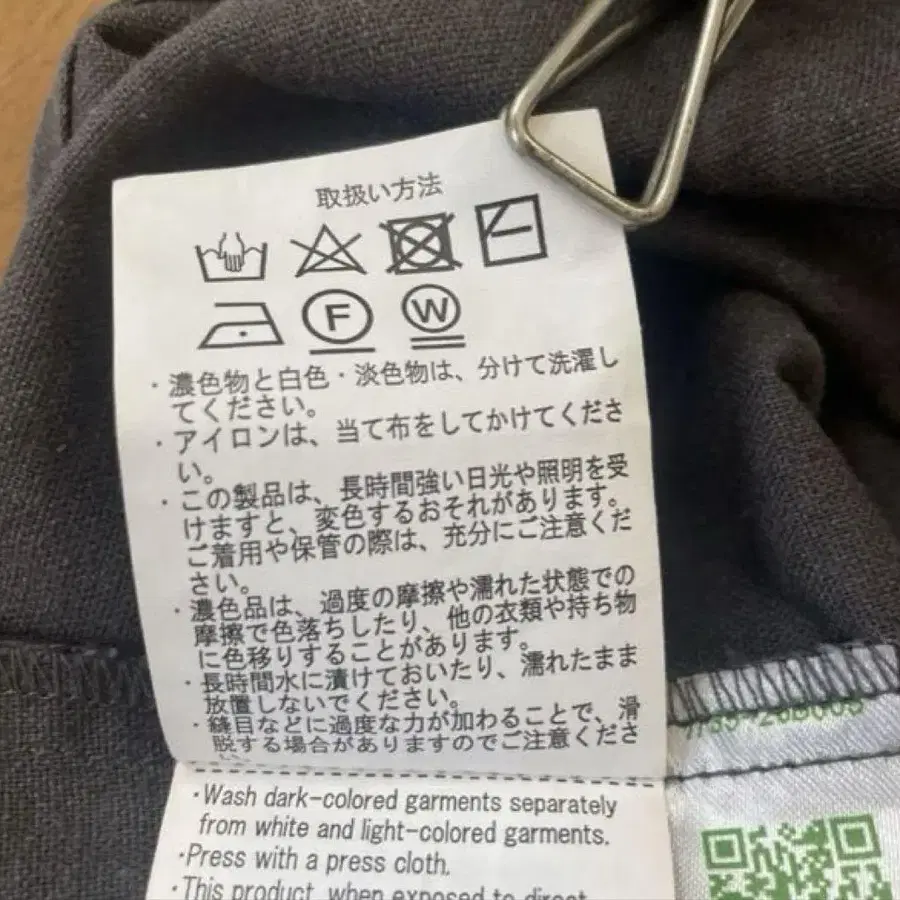 取扱い方法
F W
・濃色物と白色・淡色物は、分けて洗濯し
てください。
・アイロンは、当て布をしてかけてくださ
い。
・この製品は、長時間強い日光や照明を受
けますと、変色するおそれがあります。
ご着用や保管の際は、充分にご注意くだ
さい。
・濃色品は、過度の摩擦や濡れた状態での
摩擦で色落ちしたり、他の衣類や持ち物
に色移りすることがあります。
・長時間水に漬けておいたり、濡れたまま
放置しないでください。
・縫目などに過度な力が加わることで、滑
脱する場合がありますのでご注意くださ
い。
・Wash dark-colored garments separately
from white and light-colored garments.
・Press with a press cloth.
・This product, when exposed to direct